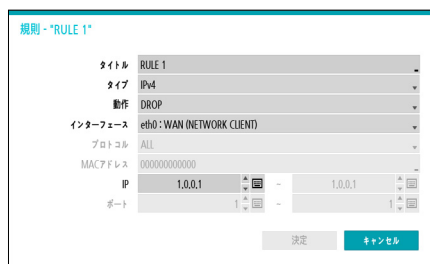 規則 - "RULE 1"
タイトル RULE 1
タイプ IPv4
動作 DROP
インターフェース eth0 : WAN (NETWORK CLIENT)
プロトコル ALL
MACアドレス 000000000000
IP 1.0.0.1 ~ 1.0.0.1
ポート 1 ~ 1
決定 キャンセル